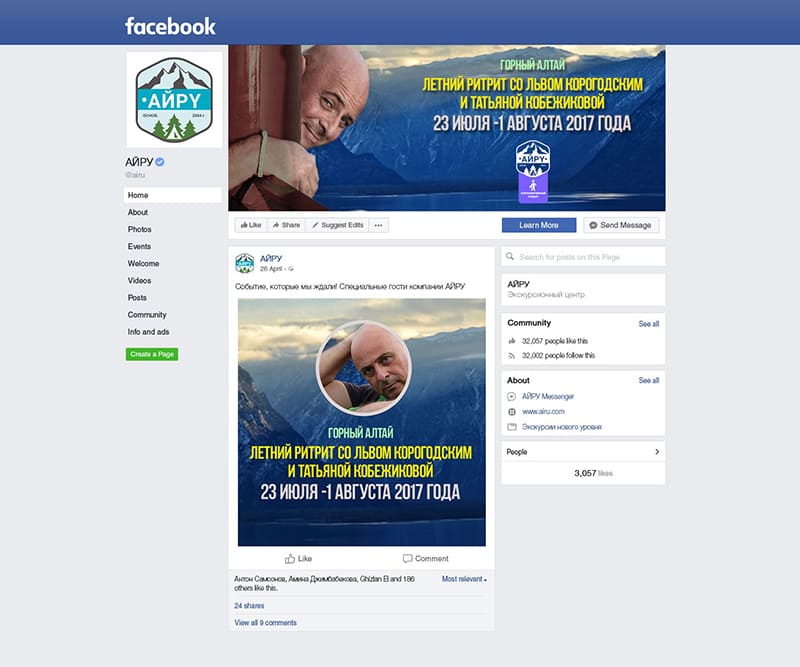 facebook
АЙРУ
ОСНОВ.
2004 г.
ГОРНЫЙ АЛТАЙ
ЛЕТНИЙ РИТРИТ СО ЛЬВОМ КОРОГОДСКИМ
И ТАТЬЯНОЙ КОБЕЖИКОВОЙ
23 ИЮЛЯ -1 АВГУСТА 2017 ГОДА
АЙРУ
АЙРУ
@airu
Home
About
Photos
Events
Welcome
Videos
Posts
Community
Info and ads
Create a Page
Like Share Suggest Edits ...
Learn More
Send Message
АЙРУ
26 April
Событие, которые мы ждали! Специальные гости компании АЙРУ
ГОРНЫЙ АЛТАЙ
ЛЕТНИЙ РИТРИТ СО ЛЬВОМ КОРОГОДСКИМ
И ТАТЬЯНОЙ КОБЕЖИКОВОЙ
23 ИЮЛЯ -1 АВГУСТА 2017 ГОДА
Like Comment
Антон Самсонов, Амина Джимбабекова, Ghizlan El and 186
others like this.
Most relevant
24 shares
View all 9 comments
Search for posts on this Page
АЙРУ
Экскурсионный центр
Community See all
32,057 people like this
32,002 people follow this
About See all
АЙРУ Messenger
www.airu.com
Экскурсии нового уровня
People
3,057 likes